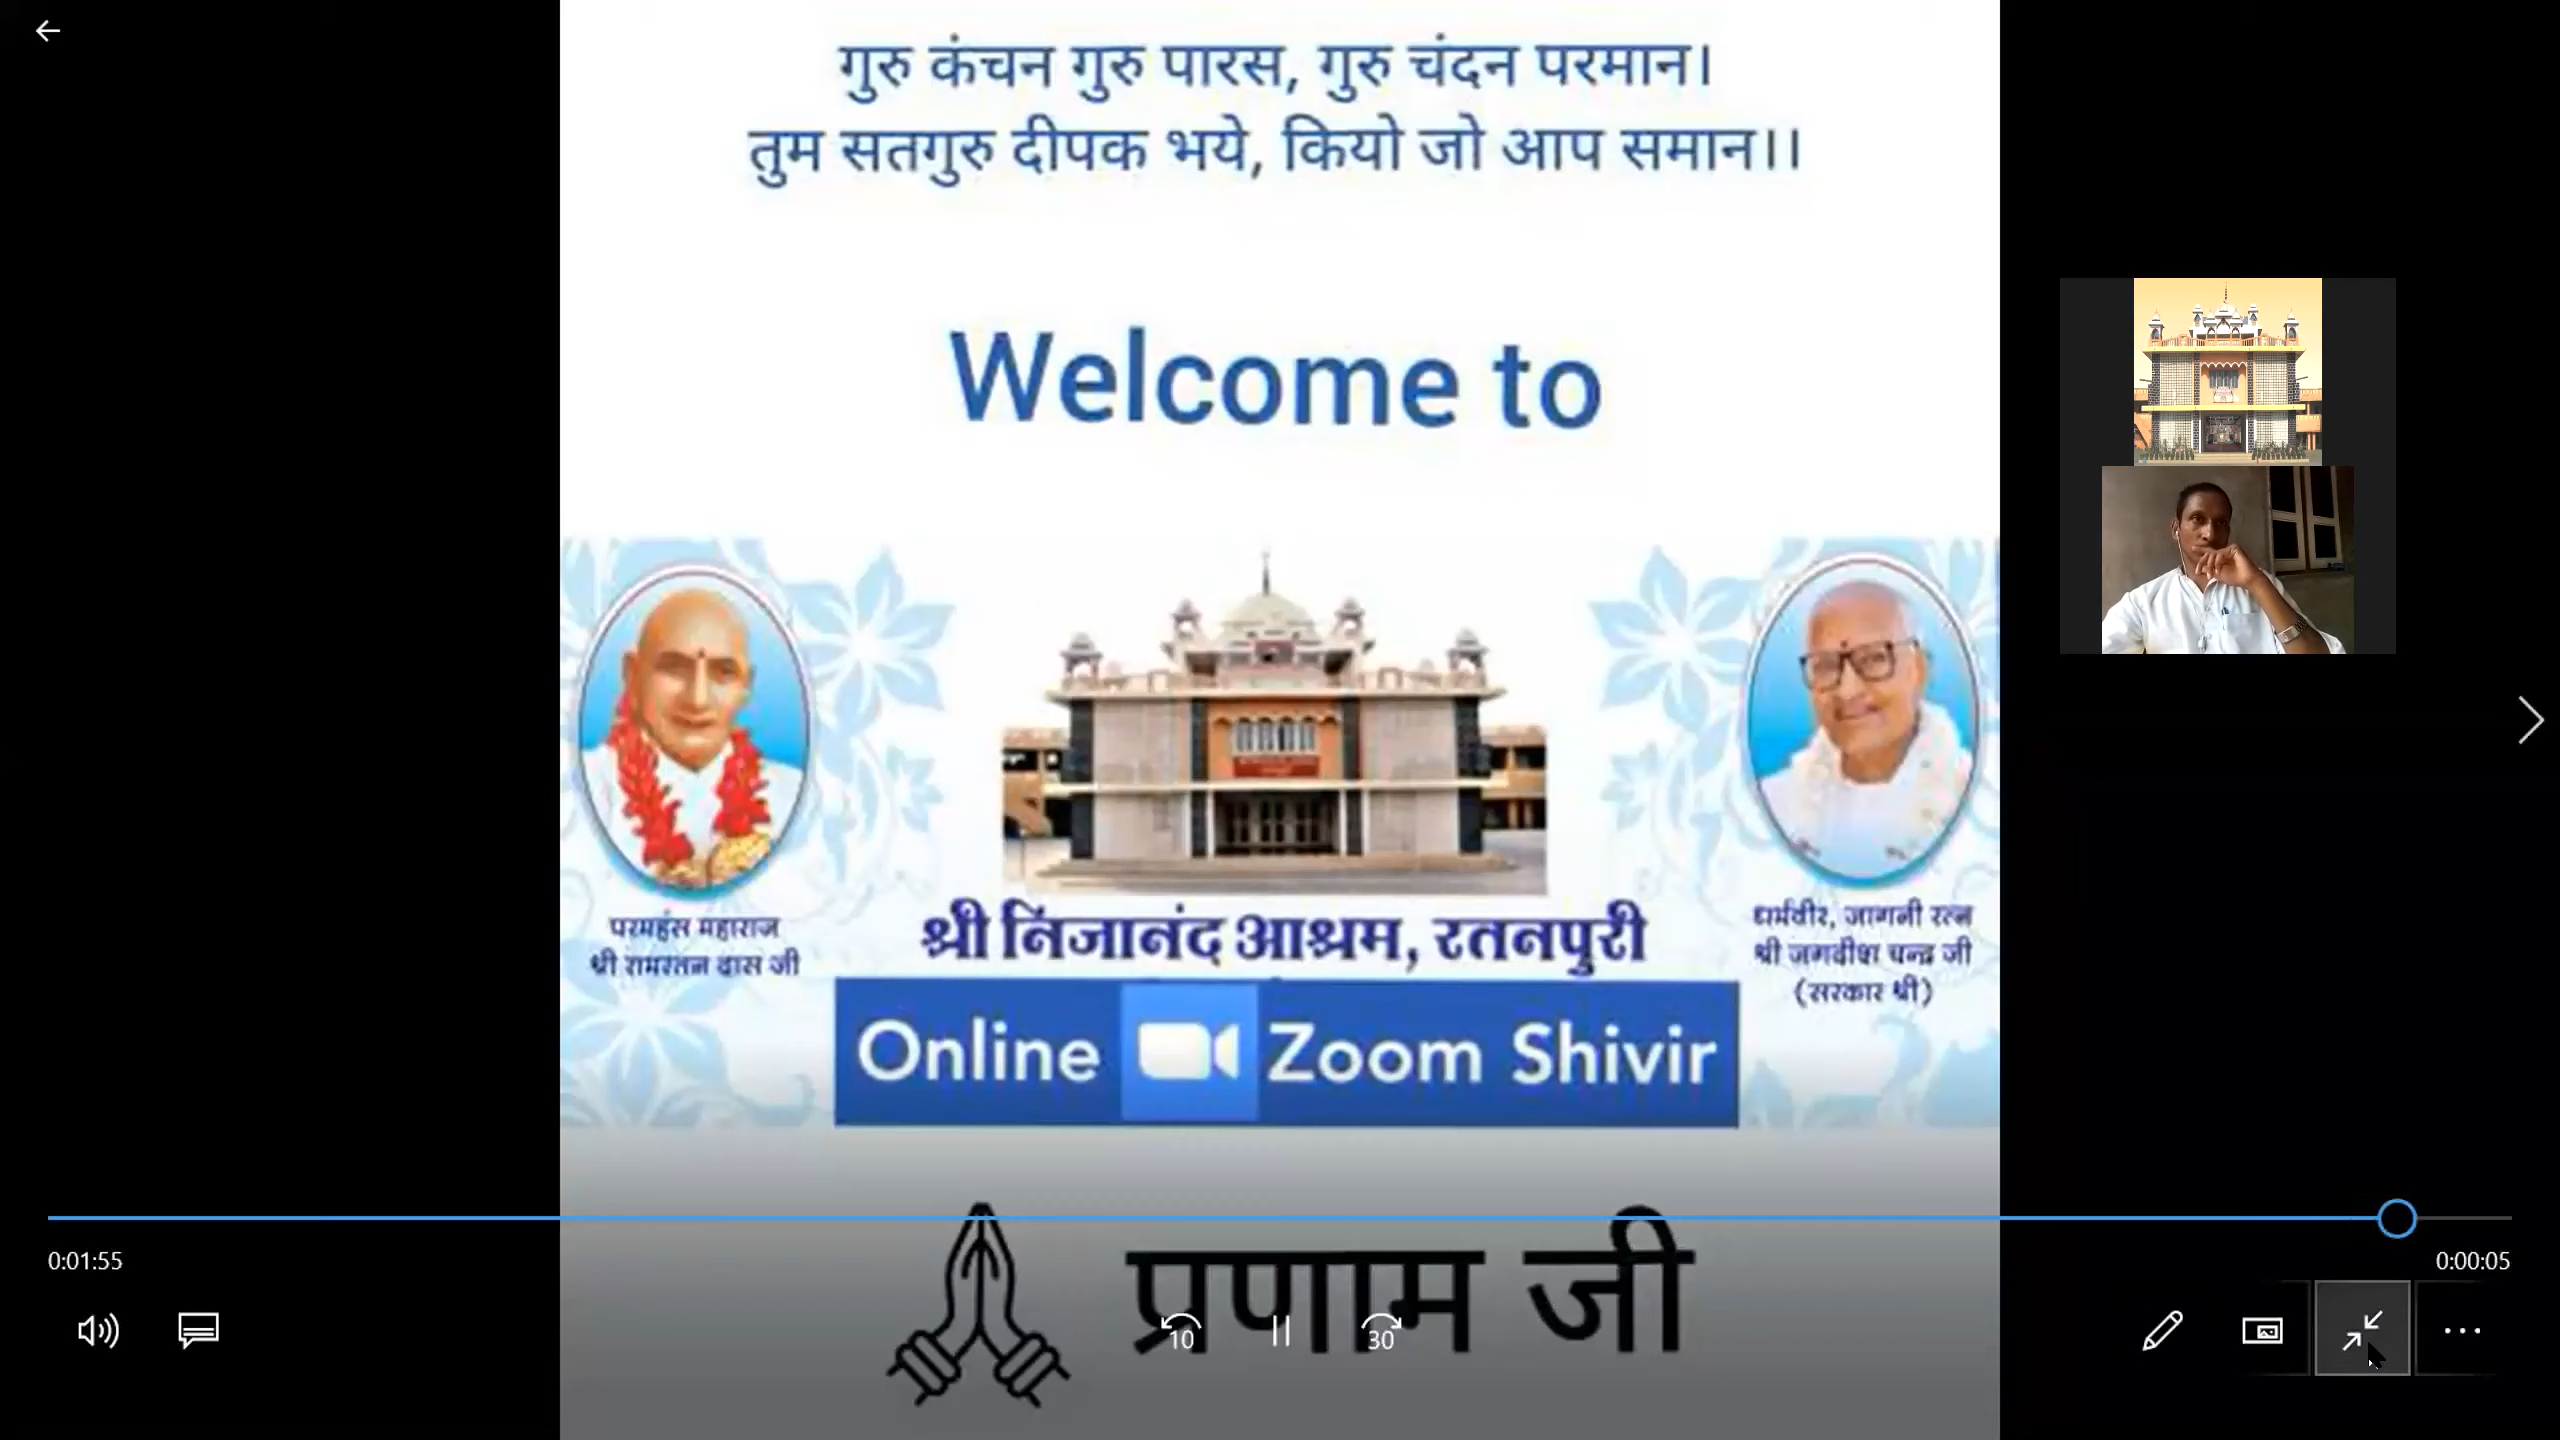 गुरु कंचन गुरु पारस, गुरु चंदन परमान।
तुम सतगुरु दीपक भये, कियो जो आप समान।।
Welcome to
परमहंस महाराज
श्री रामरतन दास जी
धर्मवीर, जागनी रत्न
श्री जगदीश चन्द्र जी
(सरकार श्री)
श्री निजानंद आश्रम, रतनपुरी
Online Zoom Shivir
प्रणाम जी
0:01:55
0:00:05
10
30